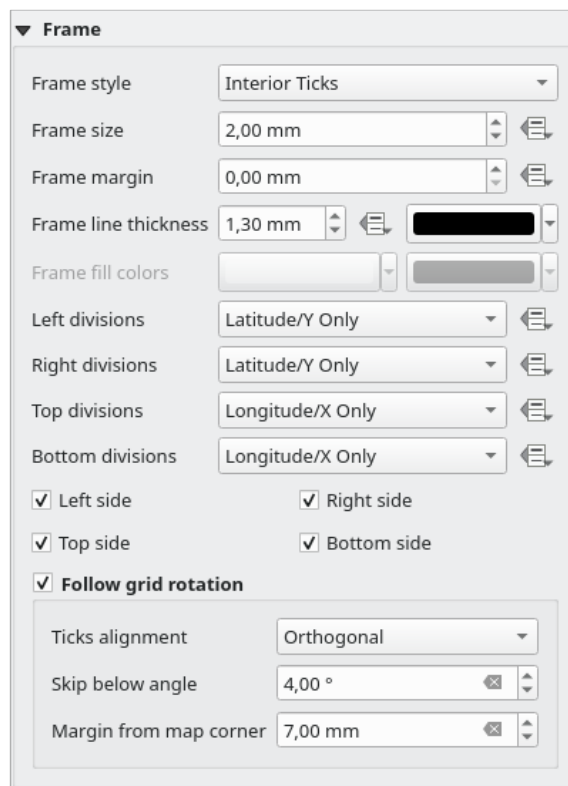 Frame
Frame style Interior Ticks
Frame size 2,00 mm
Frame margin 0,00 mm
Frame line thickness 1,30 mm
Frame fill colors
Left divisions Latitude/Y Only
Right divisions Latitude/Y Only
Top divisions Longitude/X Only
Bottom divisions Longitude/X Only
Left side Right side
Top side Bottom side
Follow grid rotation
Ticks alignment Orthogonal
Skip below angle 4,00 °
Margin from map corner 7,00 mm